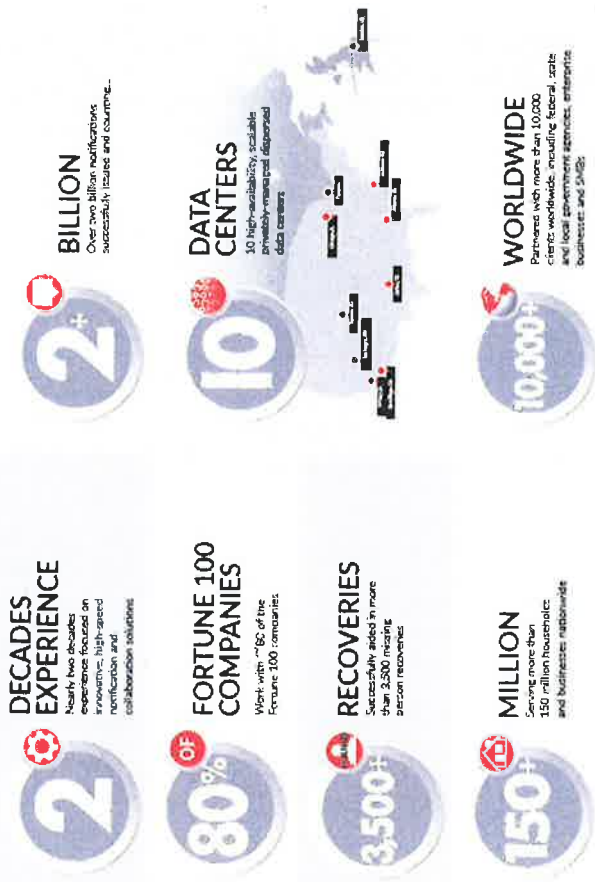 2
DECADES
EXPERIENCE
Nearly two decades
experience focused on
innovative, high-speed
notification and
collaboration solutions
80%
OF
FORTUNE 100
COMPANIES
Work with ~80 of the
Fortune 100 companies
3,500+
RECOVERIES
Successfully aided in more
than 3,500 missing
person recoveries
150+
MILLION
Serving more than
150 million households
and businesses nationwide
2+
BILLION
Over two billion notifications
successfully issued and counting...
10
DATA
CENTERS
10 high-availability, scalable
privately-managed dispersed
data centers
10,000+
WORLDWIDE
Partnered with more than 10,000
clients worldwide, including federal, state
and local government agencies, enterprise
businesses and SMBs